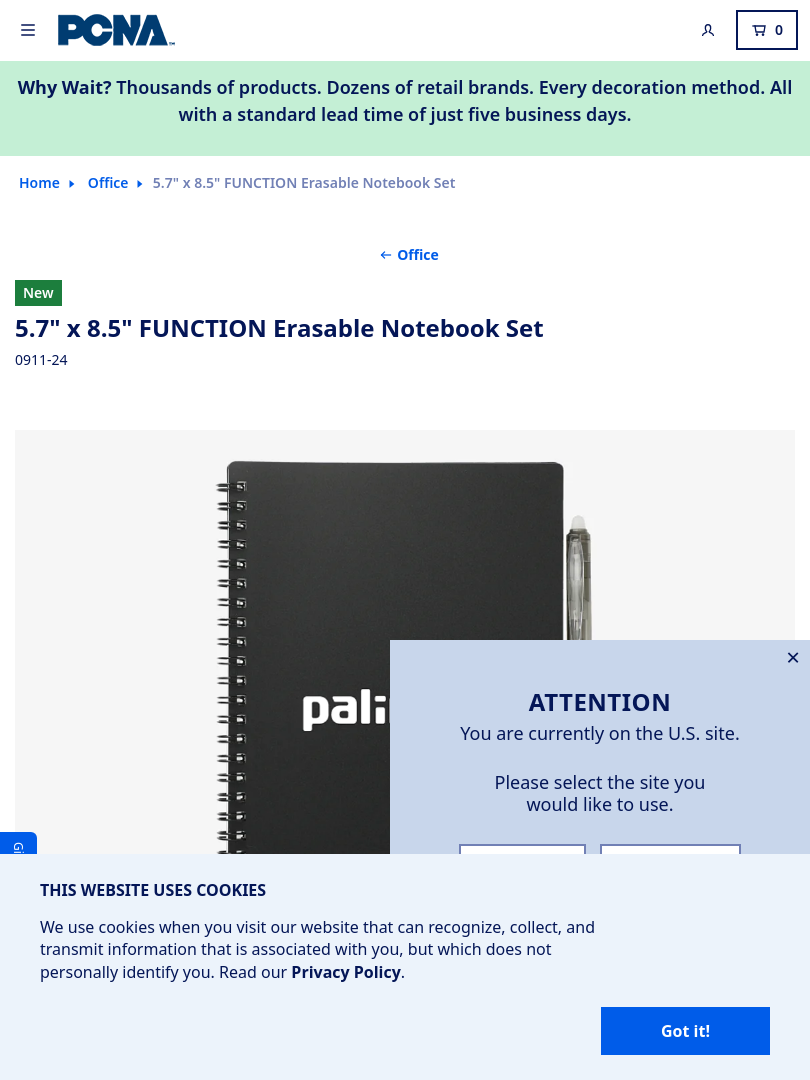 PCNA
0
Why Wait? Thousands of products. Dozens of retail brands. Every decoration method. All
with a standard lead time of just five business days.
Home
Office
5.7" x 8.5" FUNCTION Erasable Notebook Set
Office
New
5.7" x 8.5" FUNCTION Erasable Notebook Set
0911-24
ATTENTION
You are currently on the U.S. site.
Please select the site you
would like to use.
THIS WEBSITE USES COOKIES
We use cookies when you visit our website that can recognize, collect, and
transmit information that is associated with you, but which does not
personally identify you. Read our Privacy Policy.
Got it!